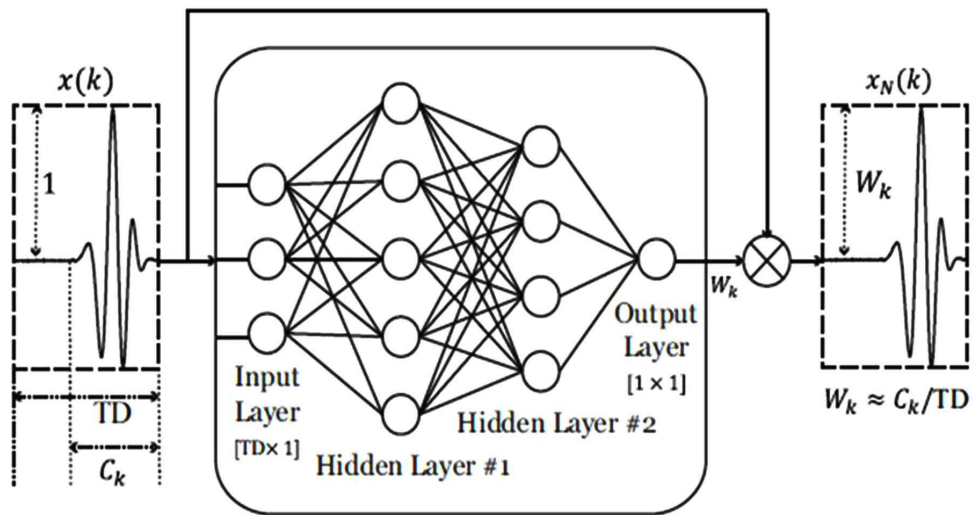 x(k)
1
TD
C_k
Input
Layer
[TD× 1]
Hidden Layer #1
Hidden Layer #2
Output
Layer
[1 × 1]
W_k
x_N(k)
W_k
W_k ≈ C_k/TD